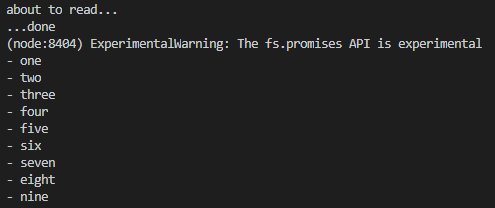 about to read...
...done
(node:8404) ExperimentalWarning: The fs.promises API is experimental
- one
- two
- three
- four
- five
- six
- seven
- eight
- nine